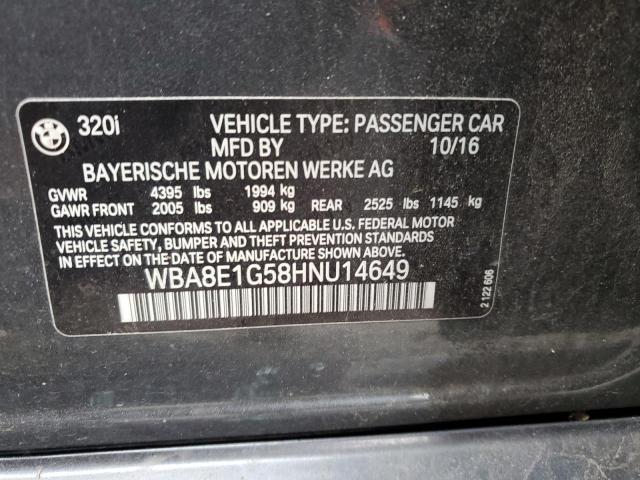 320i VEHICLE TYPE: PASSENGER CAR
MFD BY 10/16
BAYERISCHE MOTOREN WERKE AG
GVWR 4395 lbs 1994 kg
GAWR FRONT 2005 lbs 909 kg REAR 2525 lbs 1145 kg
THIS VEHICLE CONFORMS TO ALL APPLICABLE U.S. FEDERAL MOTOR
VEHICLE SAFETY, BUMPER AND THEFT PREVENTION STANDARDS IN
EFFECT ON THE DATE OF MANUFACTURE SHOWN ABOVE.
WBA8E1G58HNU14649
2 122 606